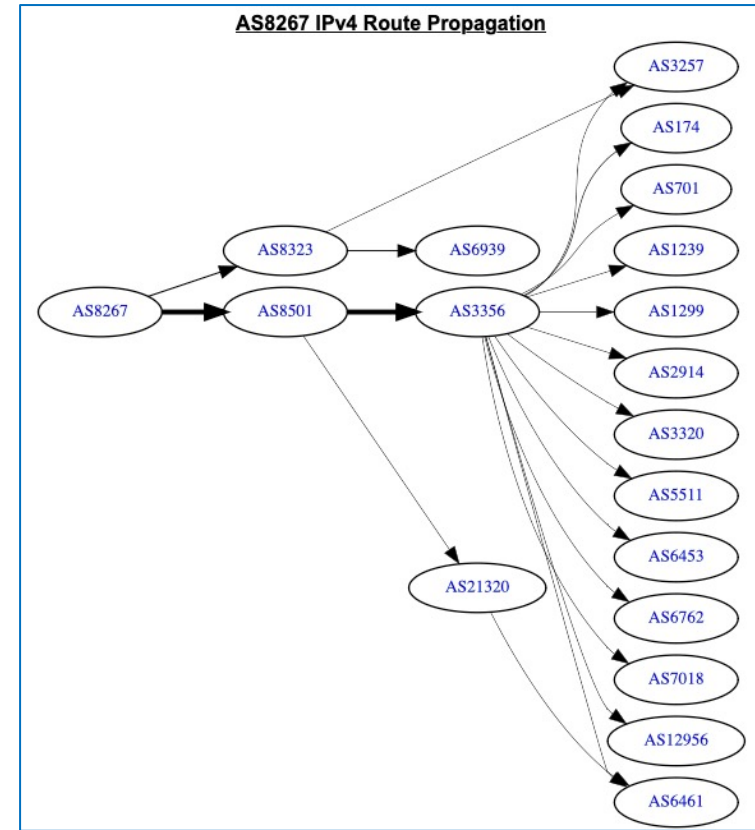 AS8267 IPv4 Route Propagation
AS3257
AS174
AS701
AS8323
AS6939
AS1239
AS8267
AS8501
AS3356
AS1299
AS2914
AS3320
AS5511
AS6453
AS21320
AS6762
AS7018
AS12956
AS6461